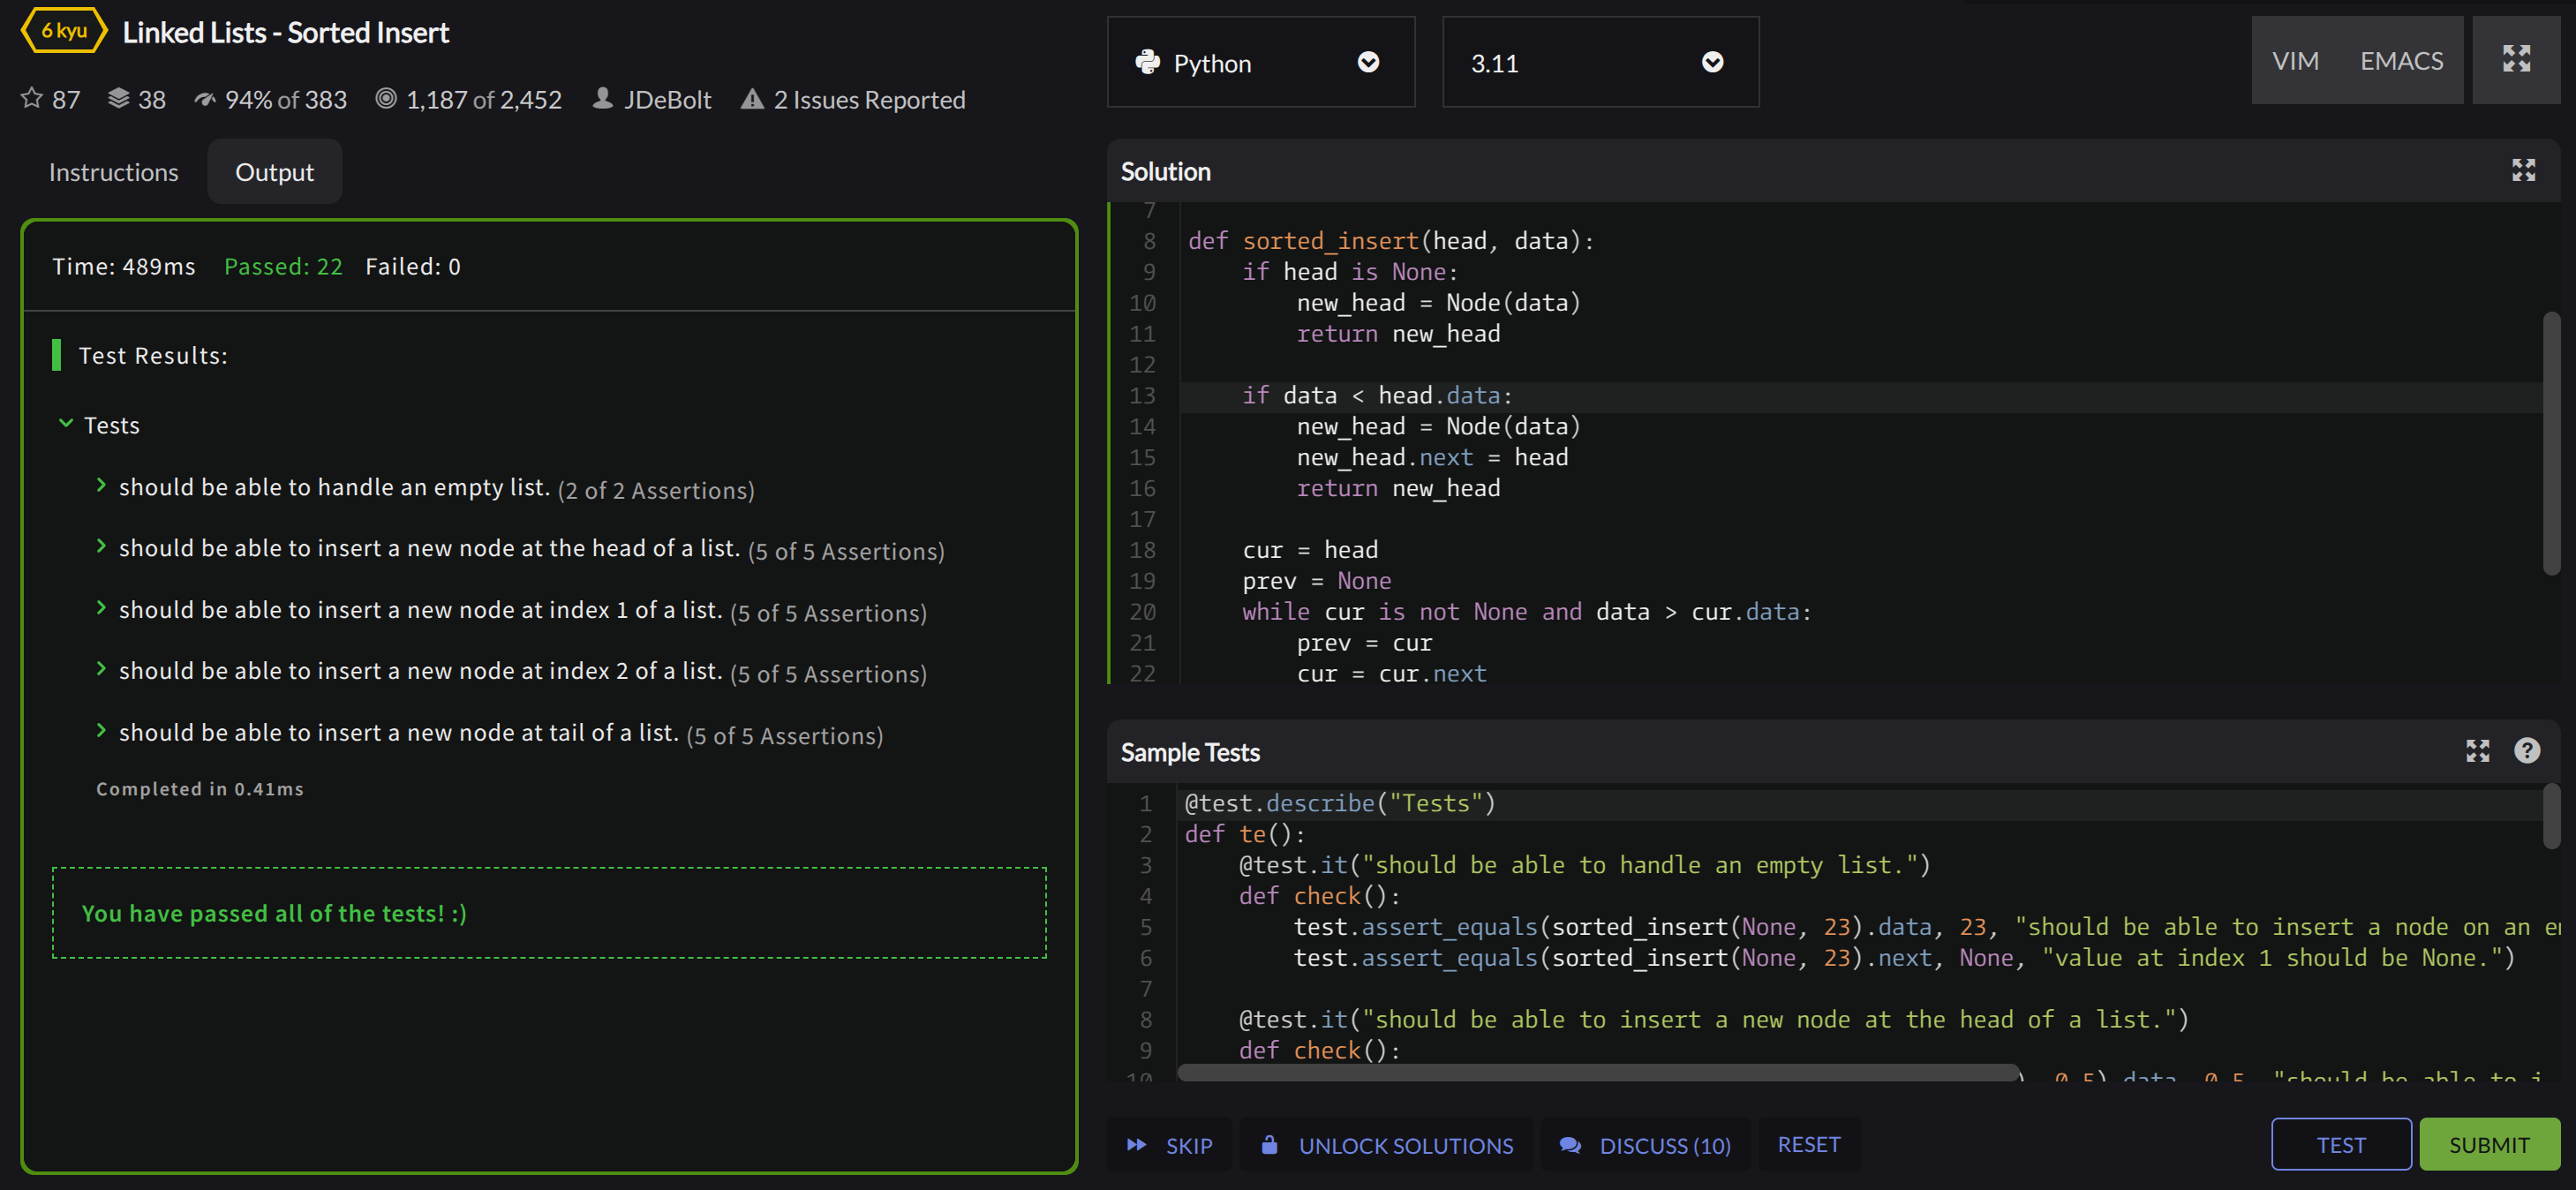 6 kyu
Linked Lists - Sorted Insert
87 38 94% of 383 1,187 of 2,452 JDeBolt 2 Issues Reported
Instructions Output
Time: 489ms Passed: 22 Failed: 0
Test Results:
Tests
should be able to handle an empty list. (2 of 2 Assertions)
should be able to insert a new node at the head of a list. (5 of 5 Assertions)
should be able to insert a new node at index 1 of a list. (5 of 5 Assertions)
should be able to insert a new node at index 2 of a list. (5 of 5 Assertions)
should be able to insert a new node at tail of a list. (5 of 5 Assertions)
Completed in 0.41ms
You have passed all of the tests! :)
Python 3.11 VIM EMACS
Solution
7
8 def sorted_insert(head, data):
9 if head is None:
10 new_head = Node(data)
11 return new_head
12
13 if data < head.data:
14 new_head = Node(data)
15 new_head.next = head
16 return new_head
17
18 cur = head
19 prev = None
20 while cur is not None and data > cur.data:
21 prev = cur
22 cur = cur.next
Sample Tests
1 @test.describe("Tests")
2 def te():
3 @test.it("should be able to handle an empty list.")
4 def check():
5 test.assert_equals(sorted_insert(None, 23).data, 23, "should be able to insert a node on an e
6 test.assert_equals(sorted_insert(None, 23).next, None, "value at index 1 should be None.")
7
8 @test.it("should be able to insert a new node at the head of a list.")
9 def check():
10 ), 0.5).data, 0.5, "should be able to i
SKIP UNLOCK SOLUTIONS DISCUSS (10) RESET TEST SUBMIT